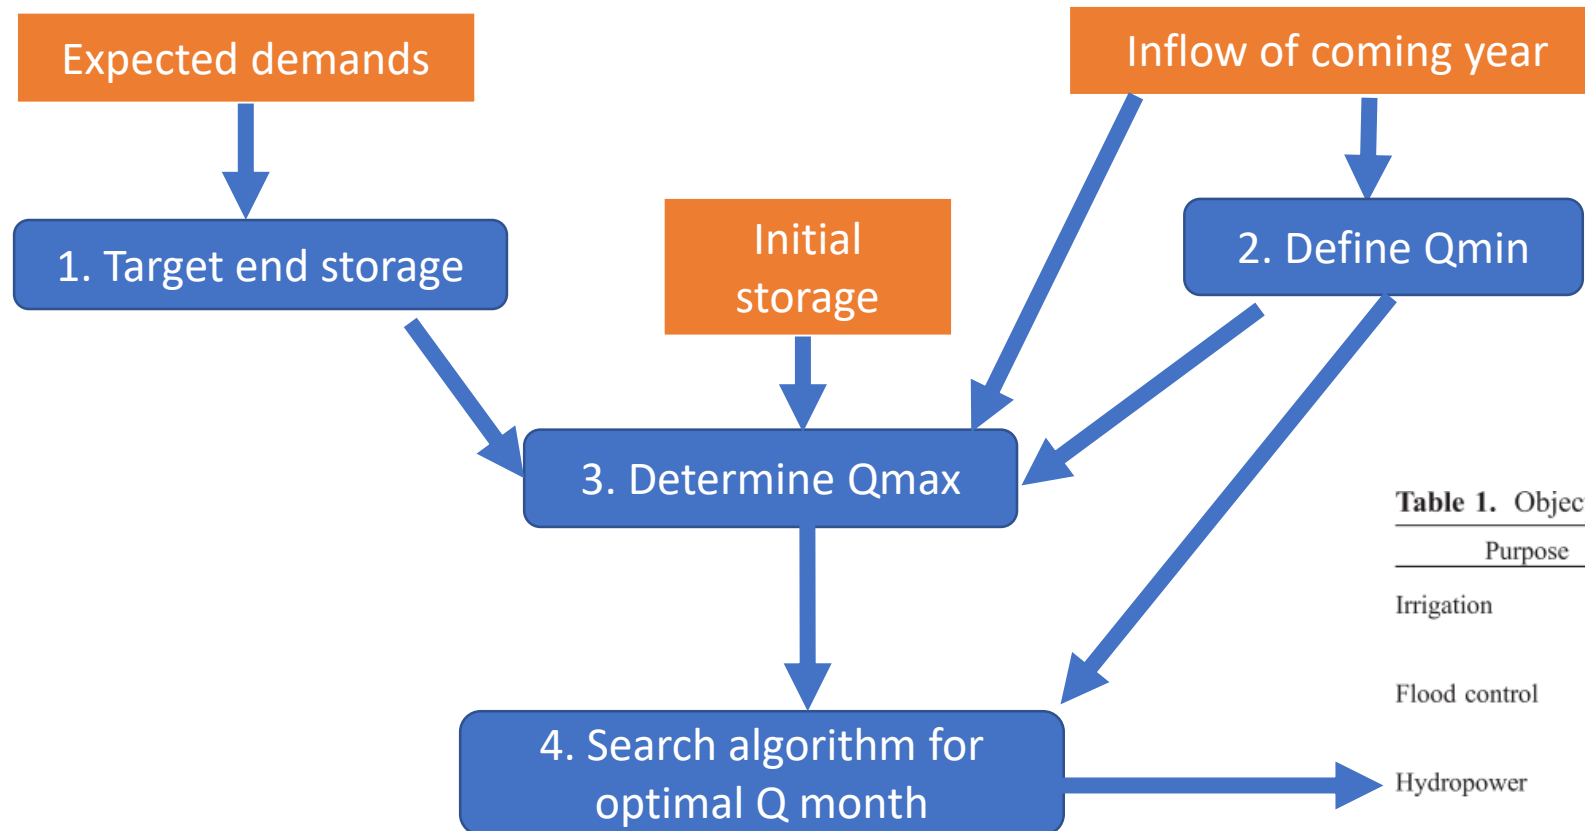 Expected demands
Inflow of coming year
1. Target end storage
Initial
storage
2. Define Qmin
3. Determine Qmax
Table 1. Object
Purpose
Irrigation
Flood control
4. Search algorithm for
optimal Q month
Hydropower